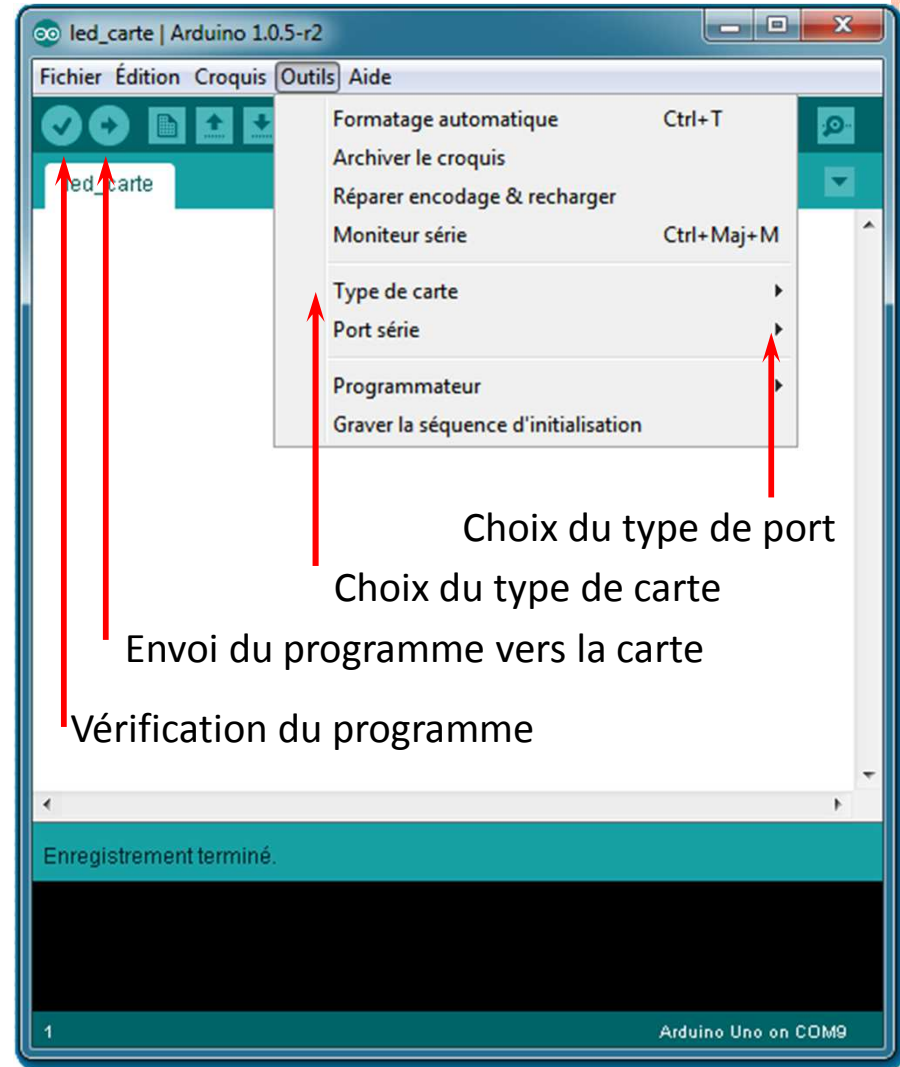 led_carte | Arduino 1.0.5-r2
Fichier Édition Croquis Outils Aide
Formatage automatique Ctrl+T
led_carte
Archiver le croquis
Réparer encodage & recharger
Moniteur série Ctrl+Maj+M
Type de carte
Port série
Programmateur
Graver la séquence d'initialisation
Choix du type de port
Choix du type de carte
Envoi du programme vers la carte
Vérification du programme
Enregistrement terminé.
1 Arduino Uno on COM9